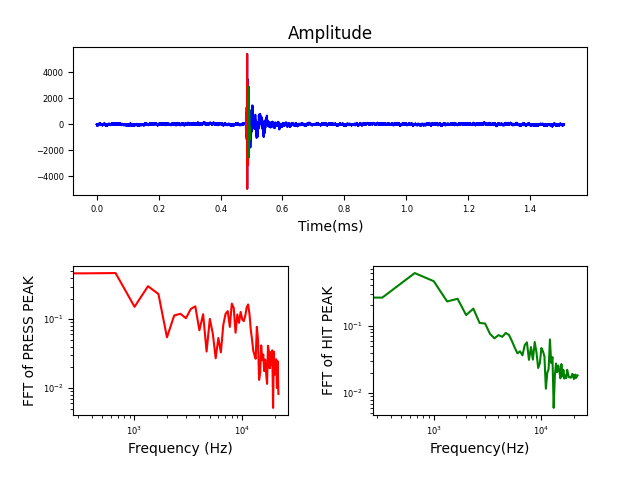 Amplitude
4000
2000
0
−2000
−4000
0.0 0.2 0.4 0.6 0.8 1.0 1.2 1.4
Time(ms)
FFT of PRESS PEAK
10⁻¹
10⁻²
10³ 10⁴
Frequency (Hz)
FFT of HIT PEAK
10⁻¹
10⁻²
10³ 10⁴
Frequency(Hz)